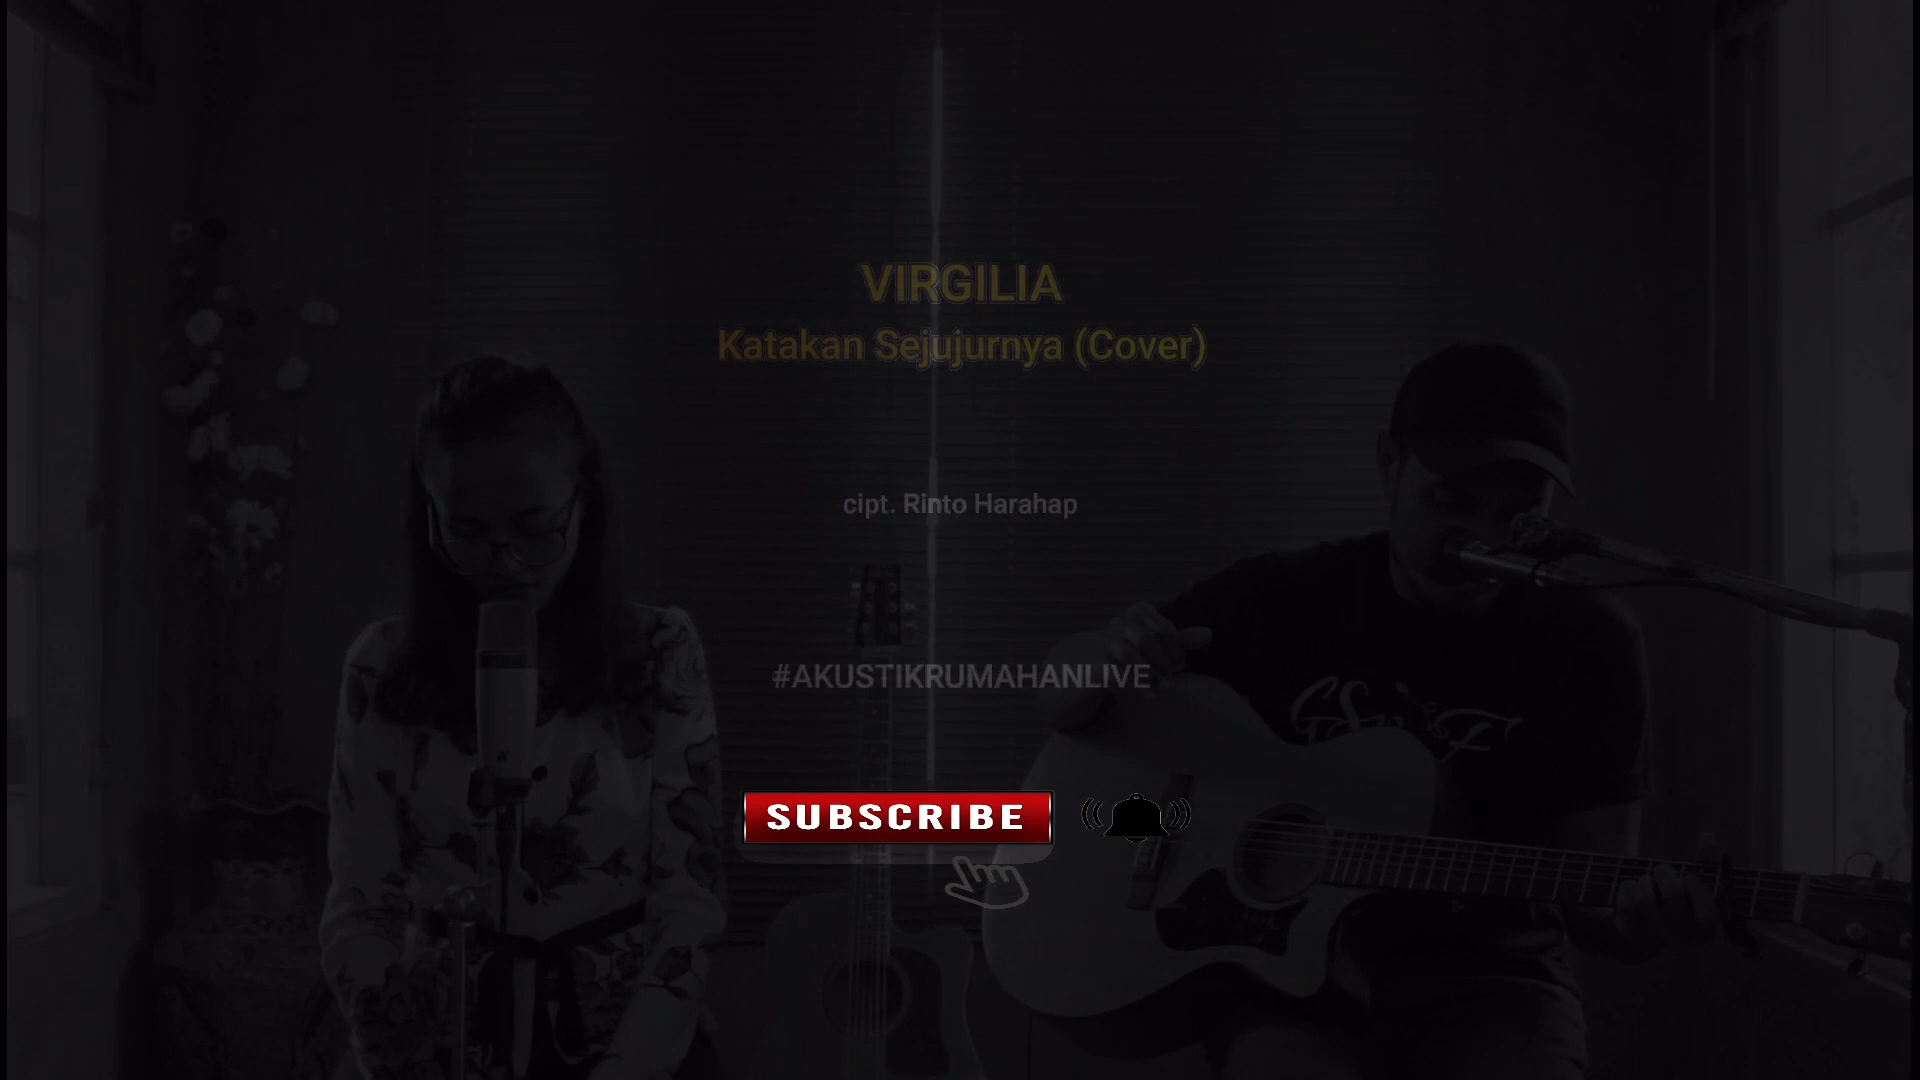 VIRGILIA
Katakan Sejujurnya (Cover)
cipt. Rinto Harahap
#AKUSTIKRUMAHANLIVE
SUBSCRIBE